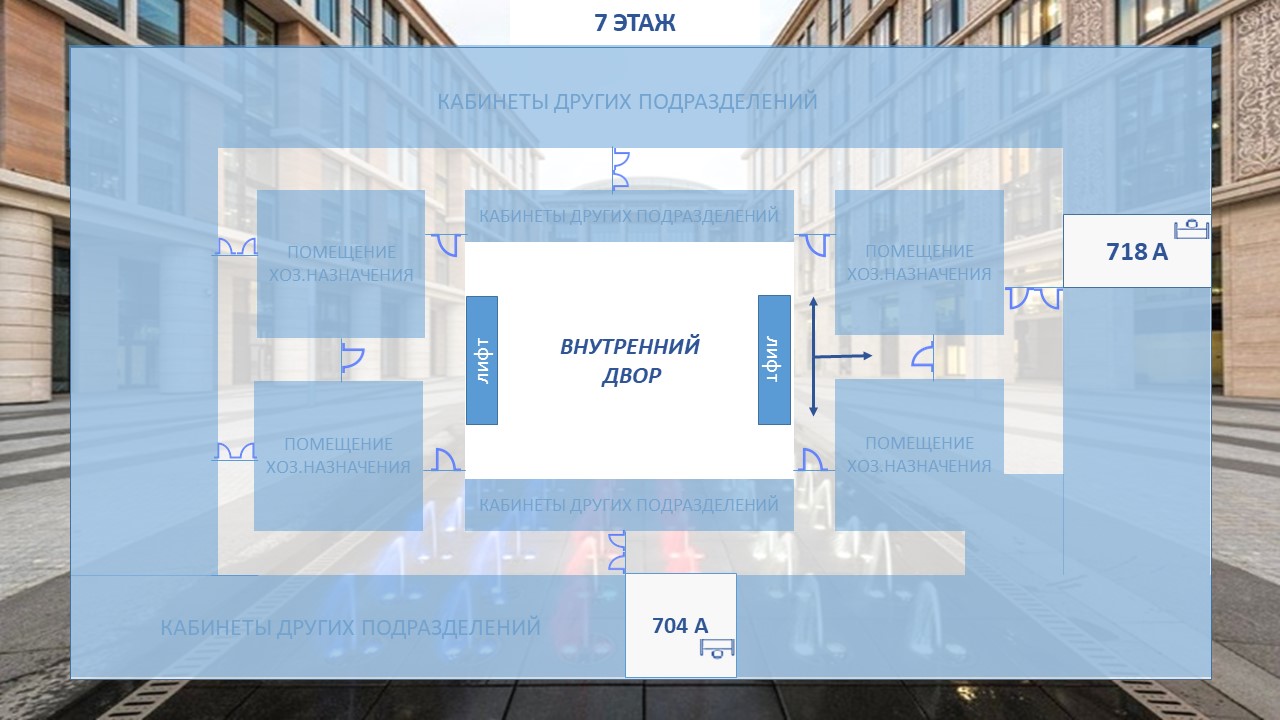 7 ЭТАЖ
КАБИНЕТЫ ДРУГИХ ПОДРАЗДЕЛЕНИЙ
КАБИНЕТЫ ДРУГИХ ПОДРАЗДЕЛЕНИЙ
ПОМЕЩЕНИЕ
ХОЗ.НАЗНАЧЕНИЯ
ПОМЕЩЕНИЕ
ХОЗ.НАЗНАЧЕНИЯ
718 А
лифт
ВНУТРЕННИЙ
ДВОР
лифт
ПОМЕЩЕНИЕ
ХОЗ.НАЗНАЧЕНИЯ
ПОМЕЩЕНИЕ
ХОЗ.НАЗНАЧЕНИЯ
КАБИНЕТЫ ДРУГИХ ПОДРАЗДЕЛЕНИЙ
КАБИНЕТЫ ДРУГИХ ПОДРАЗДЕЛЕНИЙ
704 А